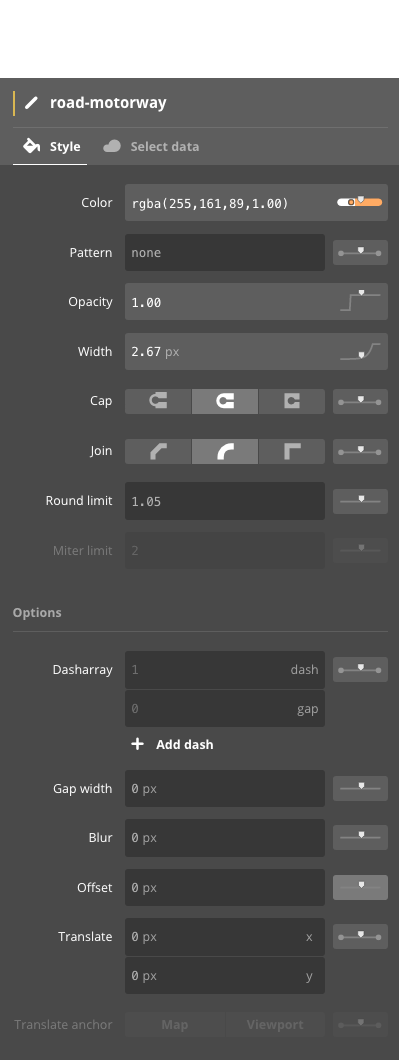 road-motorway
Style Select data
Color rgba(255,161,89,1.00)
Pattern none
Opacity 1.00
Width 2.67 px
Cap
Join
Round limit 1.05
Miter limit 2
Options
Dasharray 1 dash
0 gap
+ Add dash
Gap width 0 px
Blur 0 px
Offset 0 px
Translate 0 px x
0 px y
Translate anchor Map Viewport